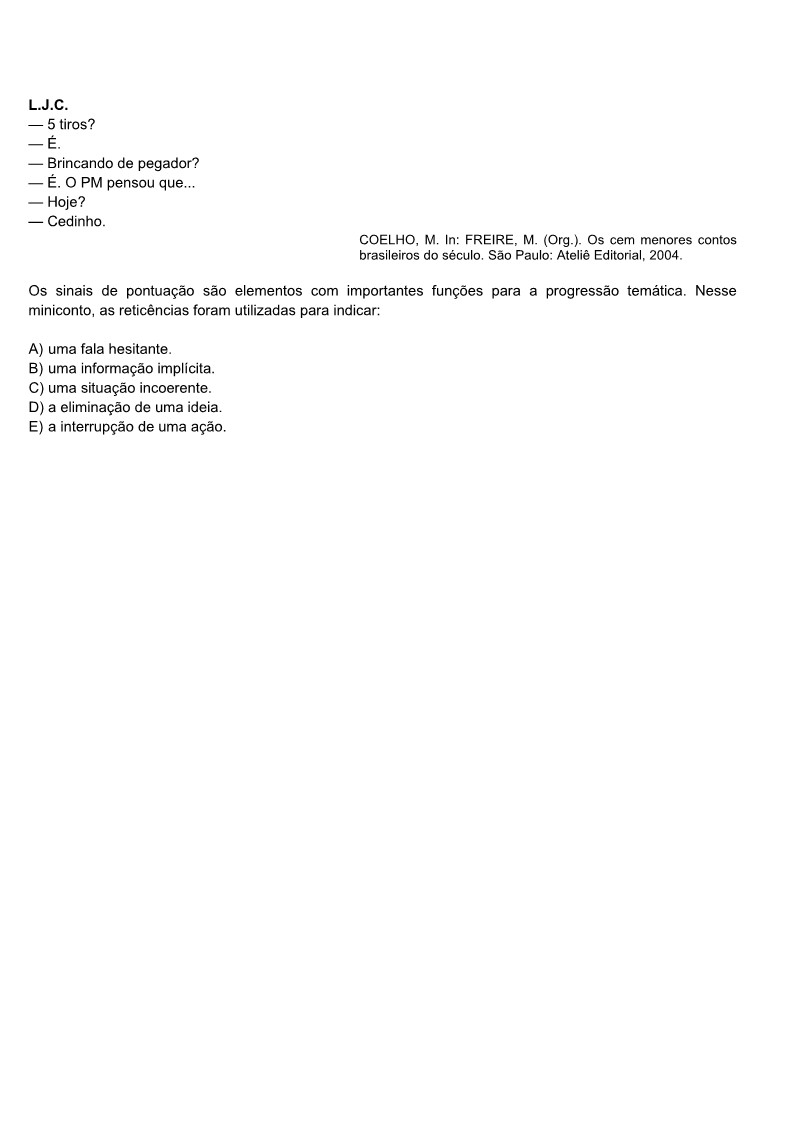 L.J.C.
— 5 tiros?
— É.
— Brincando de pegador?
— É. O PM pensou que...
— Hoje?
— Cedinho.
COELHO, M. In: FREIRE, M. (Org.). Os cem menores contos
brasileiros do século. São Paulo: Ateliê Editorial, 2004.
Os sinais de pontuação são elementos com importantes funções para a progressão temática. Nesse
miniconto, as reticências foram utilizadas para indicar:
A) uma fala hesitante.
B) uma informação implícita.
C) uma situação incoerente.
D) a eliminação de uma ideia.
E) a interrupção de uma ação.